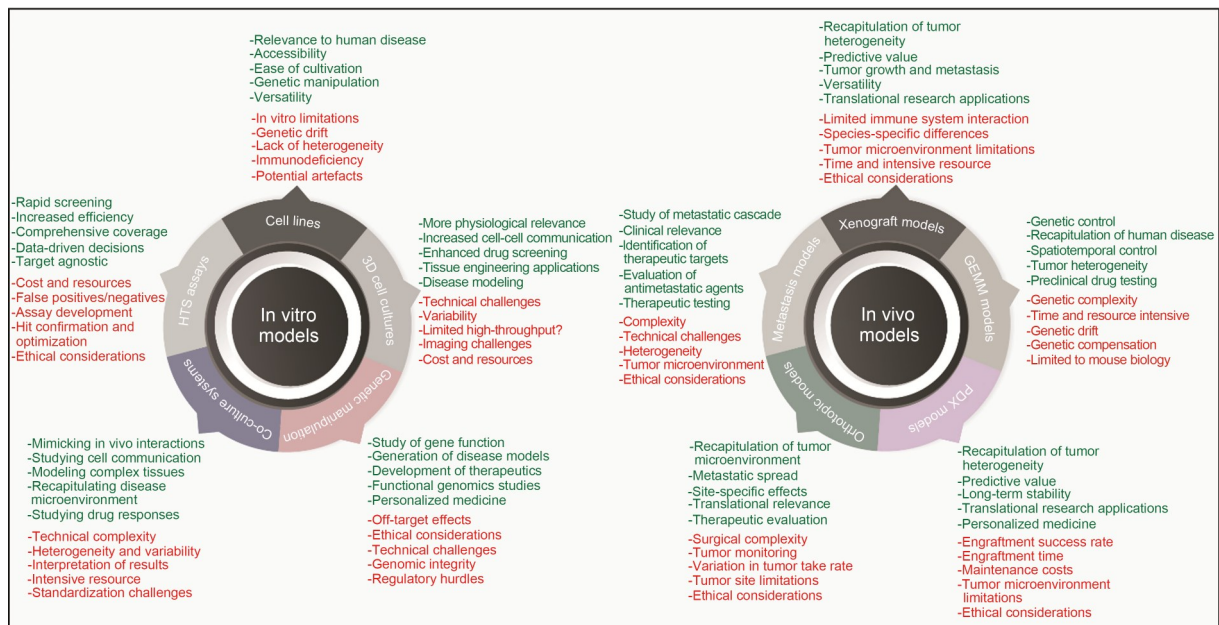 -Relevance to human disease
-Accessibility
-Ease of cultivation
-Genetic manipulation
-Versatility
-In vitro limitations
-Genetic drift
-Lack of heterogeneity
-Immunodeficiency
-Potential artefacts
Cell lines
-Rapid screening
-Increased efficiency
-Comprehensive coverage
-Data-driven decisions
-Target agnostic
-Cost and resources
-False positives/negatives
-Assay development
-Hit confirmation and
optimization
-Ethical considerations
HTS assays
In vitro
models
3D cell cultures
-More physiological relevance
-Increased cell-cell communication
-Enhanced drug screening
-Tissue engineering applications
-Disease modeling
-Technical challenges
-Variability
-Limited high-throughput?
-Imaging challenges
-Cost and resources
Co-culture systems
-Mimicking in vivo interactions
-Studying cell communication
-Modeling complex tissues
-Recapitulating disease
microenvironment
-Studying drug responses
-Technical complexity
-Heterogeneity and variability
-Interpretation of results
-Intensive resource
-Standardization challenges
Genetic manipulation
-Study of gene function
-Generation of disease models
-Development of therapeutics
-Functional genomics studies
-Personalized medicine
-Off-target effects
-Ethical considerations
-Technical challenges
-Genomic integrity
-Regulatory hurdles
-Recapitulation of tumor
heterogeneity
-Predictive value
-Tumor growth and metastasis
-Versatility
-Translational research applications
-Limited immune system interaction
-Species-specific differences
-Tumor microenvironment limitations
-Time and intensive resource
-Ethical considerations
Xenograft models
-Study of metastatic cascade
-Clinical relevance
-Identification of
therapeutic targets
-Evaluation of
antimetastatic agents
-Therapeutic testing
-Complexity
-Technical challenges
-Heterogeneity
-Tumor microenvironment
-Ethical considerations
Metastasis models
In vivo
models
GEMM models
-Genetic control
-Recapitulation of human disease
-Spatiotemporal control
-Tumor heterogeneity
-Preclinical drug testing
-Genetic complexity
-Time and resource intensive
-Genetic drift
-Genetic compensation
-Limited to mouse biology
Orthotopic models
-Recapitulation of tumor
microenvironment
-Metastatic spread
-Site-specific effects
-Translational relevance
-Therapeutic evaluation
-Surgical complexity
-Tumor monitoring
-Variation in tumor take rate
-Tumor site limitations
-Ethical considerations
PDX models
-Recapitulation of tumor
heterogeneity
-Predictive value
-Long-term stability
-Translational research applications
-Personalized medicine
-Engraftment success rate
-Engraftment time
-Maintenance costs
-Tumor microenvironment
limitations
-Ethical considerations